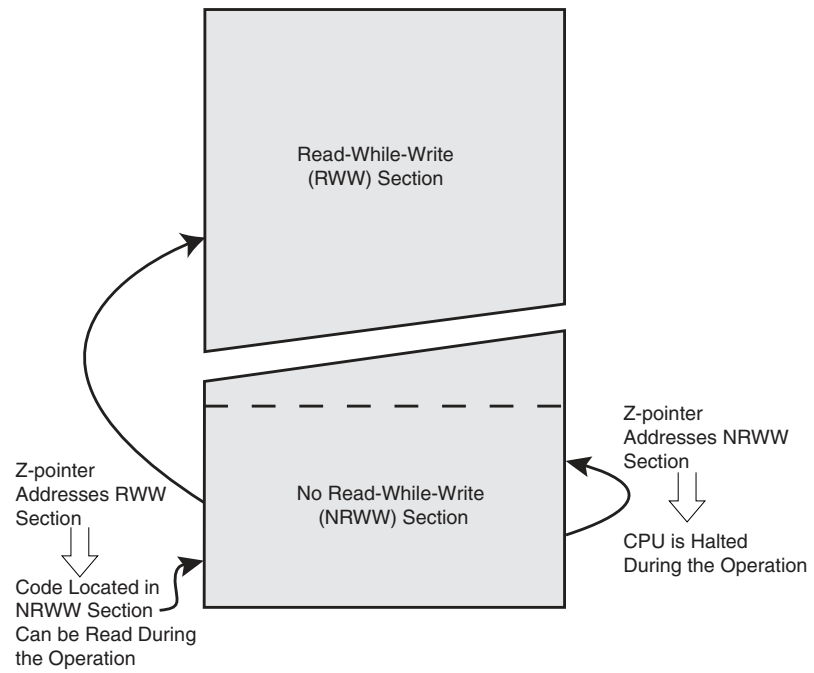 Read-While-Write
(RWW) Section
Z-pointer
Addresses NRWW
Section
Z-pointer
Addresses RWW
Section
No Read-While-Write
(NRWW) Section
CPU is Halted
During the Operation
Code Located in
NRWW Section
Can be Read During
the Operation